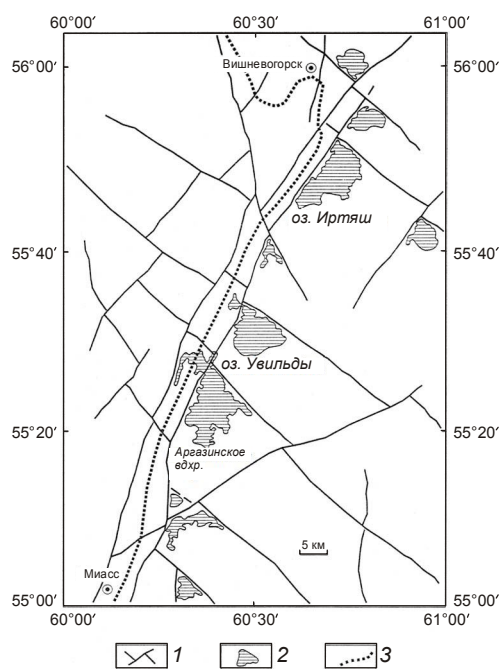 60°00′ 60°30,5′ 61°00′
56°00′ Вишневогорск 56°00′
оз. Иртяш
55°40′ 55°40′
оз. Увильды
55°20′ 55°20′
Аргазинское
вдхр.
5 км
Миасс
55°00′ 55°00′
60°00′ 60°30,5′ 61°00′
1 2 3